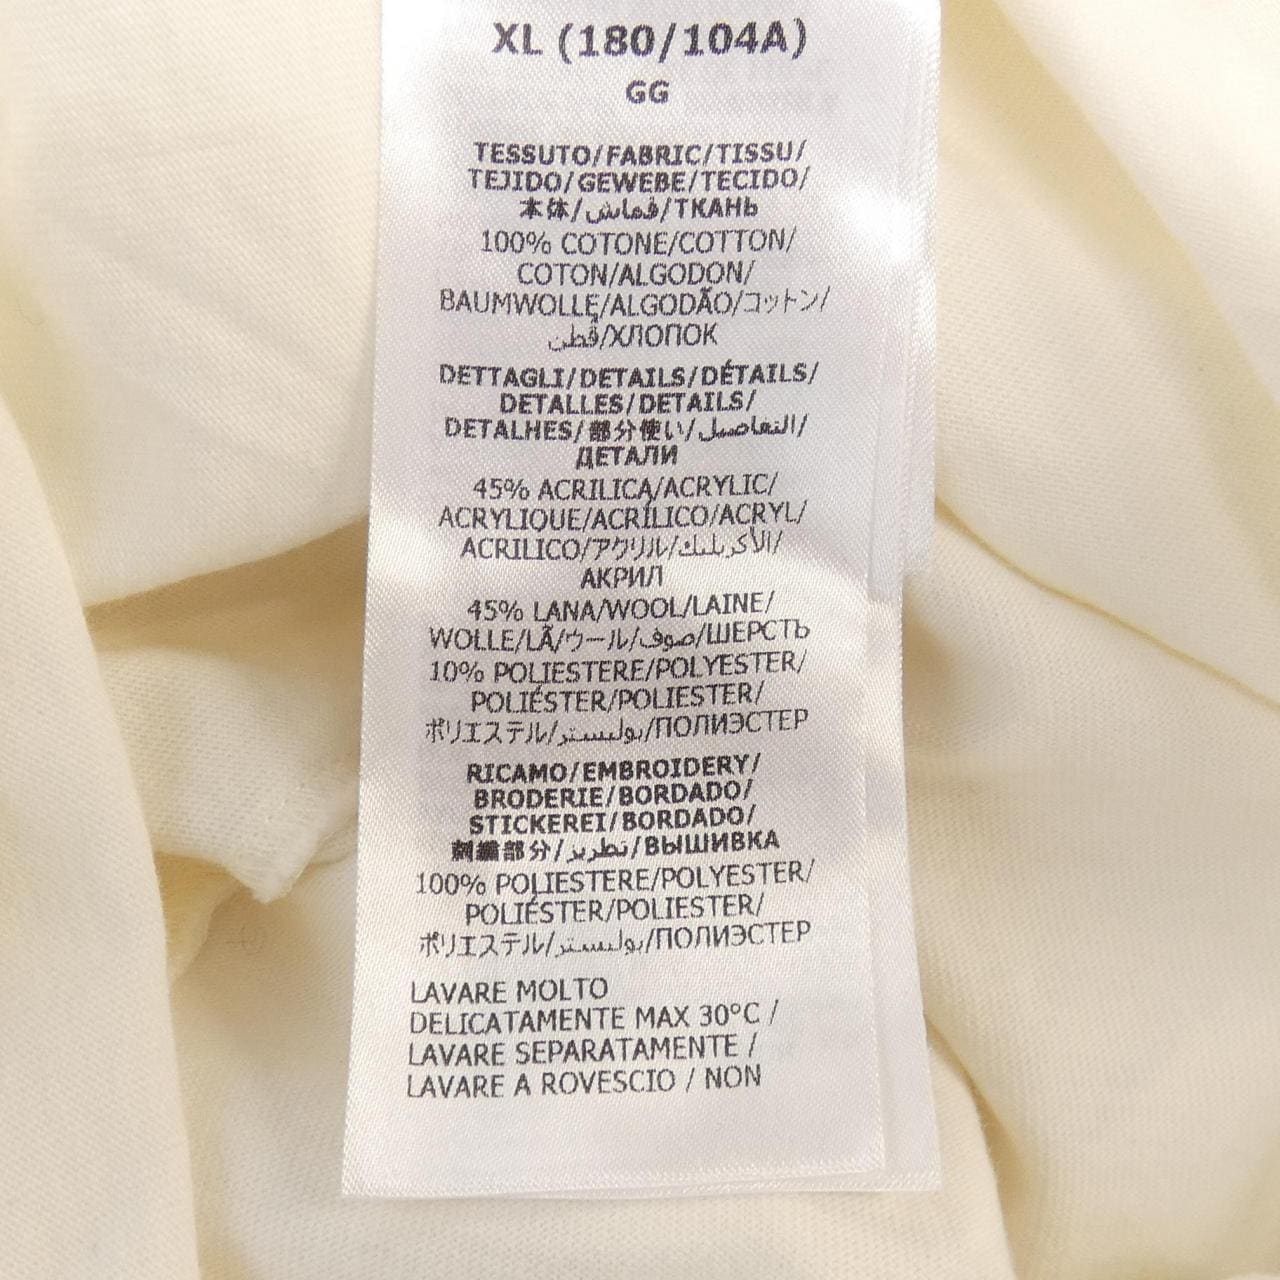 XL (180/104A)
GG
TESSUTO/FABRIC/TISSU/
TEJIDO/GEWEBE/TECIDO/
本体/قماش/ТКАНЬ
100% COTONE/COTTON/
COTON/ALGODON/
BAUMWOLLE/ALGODÃO/コットン/
قطن/ХЛОПОК
DETTAGLI/DETAILS/DÉTAILS/
DETALLES/DETAILS/
DETALHES/部分使い/التفاصيل/
ДЕТАЛИ
45% ACRILICA/ACRYLIC/
ACRYLIQUE/ACRÍLICO/ACRYL/
ACRILICO/アクリル/الأكريليك/
АКРИЛ
45% LANA/WOOL/LAINE/
WOLLE/LÃ/ウール/صوف/ШЕРСТЬ
10% POLIESTERE/POLYESTER/
POLIÉSTER/POLIESTER/
ポリエステル/بوليستر/ПОЛИЭСТЕР
RICAMO/EMBROIDERY/
BRODERIE/BORDADO/
STICKEREI/BORDADO/
刺繍部分/تطريز/ВЫШИВКА
100% POLIESTERE/POLYESTER/
POLIÉSTER/POLIESTER/
ポリエステル/بوليستر/ПОЛИЭСТЕР
LAVARE MOLTO
DELICATAMENTE MAX 30°C /
LAVARE SEPARATAMENTE /
LAVARE A ROVESCIO / NON